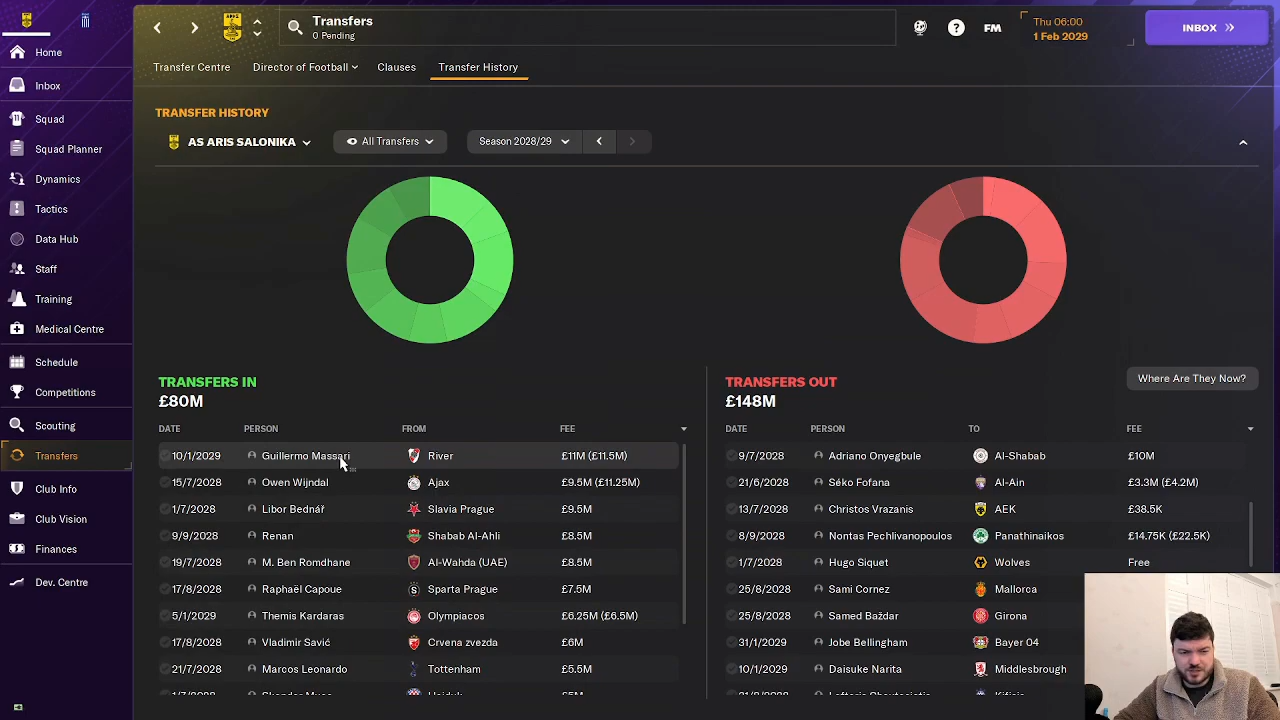 Transfers
0 Pending
Thu 06:00
1 Feb 2029
FM
INBOX
Home
Inbox
Squad
Squad Planner
Dynamics
Tactics
Data Hub
Staff
Training
Medical Centre
Schedule
Competitions
Scouting
Transfers
Club Info
Club Vision
Finances
Dev. Centre
Transfer Centre Director of Football Clauses Transfer History
TRANSFER HISTORY
AS ARIS SALONIKA All Transfers Season 2028/29
TRANSFERS IN
£80M
DATE PERSON FROM FEE
10/1/2029 Guillermo Massari River £11M (£11.5M)
15/7/2028 Owen Wijndal Ajax £9.5M (£11.25M)
1/7/2028 Libor Bednář Slavia Prague £9.5M
9/9/2028 Renan Shabab Al-Ahli £8.5M
19/7/2028 M. Ben Romdhane Al-Wahda (UAE) £8.5M
17/8/2028 Raphaël Capoue Sparta Prague £7.5M
5/1/2029 Themis Kardaras Olympiacos £6.25M (£6.5M)
17/8/2028 Vladimir Savić Crvena zvezda £6M
21/7/2028 Marcos Leonardo Tottenham £5.5M
TRANSFERS OUT
£148M
Where Are They Now?
DATE PERSON TO FEE
9/7/2028 Adriano Onyegbule Al-Shabab £10M
21/6/2028 Séko Fofana Al-Ain £3.3M (£4.2M)
13/7/2028 Christos Vrazanis AEK £38.5K
8/9/2028 Nontas Pechlivanopoulos Panathinaikos £14.75K (£22.5K)
1/7/2028 Hugo Siquet Wolves Free
25/8/2028 Sami Cornez Mallorca
25/8/2028 Samed Baždar Girona
31/1/2029 Jobe Bellingham Bayer 04
10/1/2029 Daisuke Narita Middlesbrough